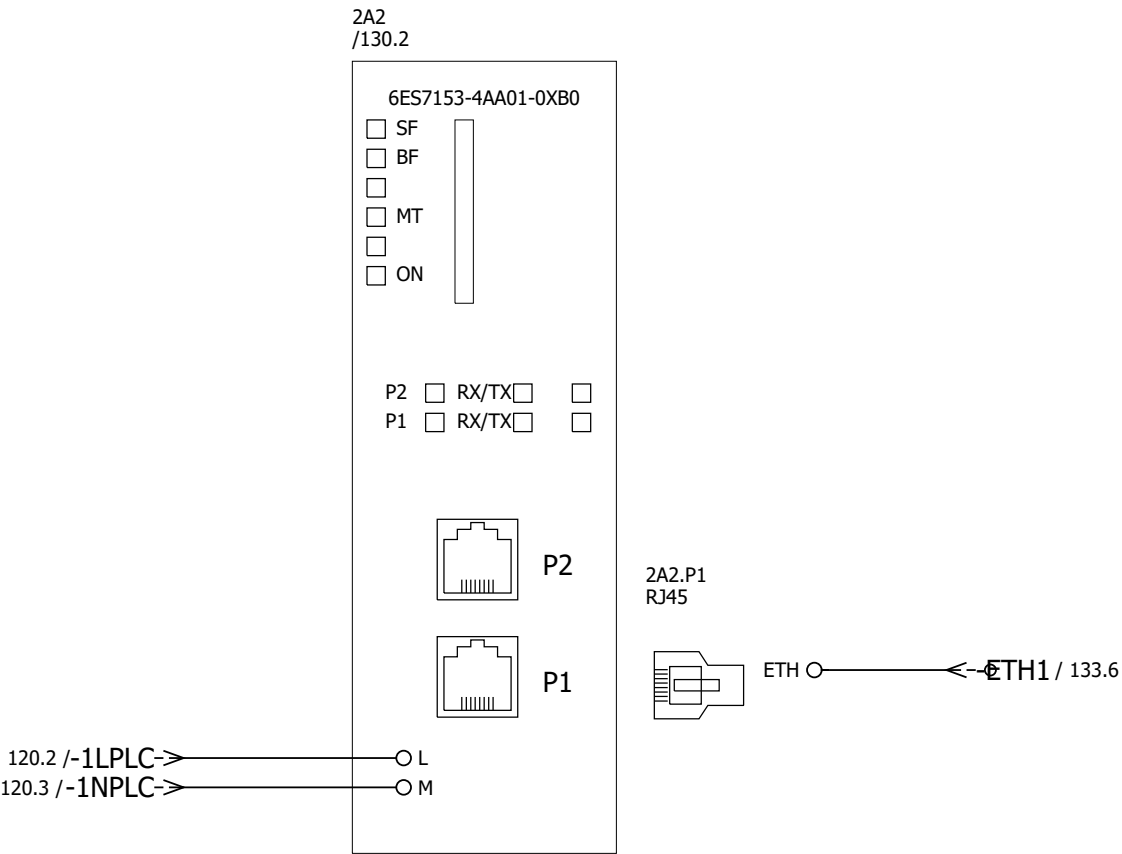 2A2
/130.2
6ES7153-4AA01-0XB0
SF
BF
MT
ON
P2 RX/TX
P1 RX/TX
P2
2A2.P1
RJ45
P1
ETH -ETH1 / 133.6
120.2 /-1LPLC L
120.3 /-1NPLC M